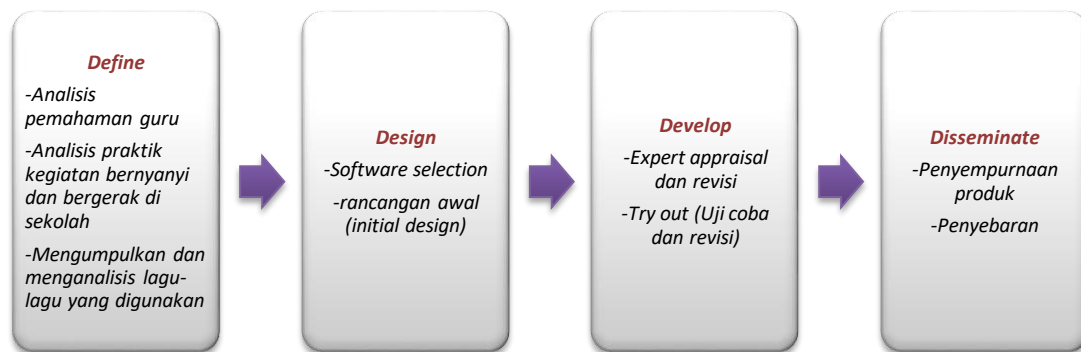 Define
-Analisis
pemahaman guru
-Analisis praktik
kegiatan bernyanyi
dan bergerak di
sekolah
-Mengumpulkan dan
menganalisis lagu-
lagu yang digunakan
Design
-Software selection
-rancangan awal
(initial design)
Develop
-Expert appraisal
dan revisi
-Try out (Uji coba
dan revisi)
Disseminate
-Penyempurnaan
produk
-Penyebaran